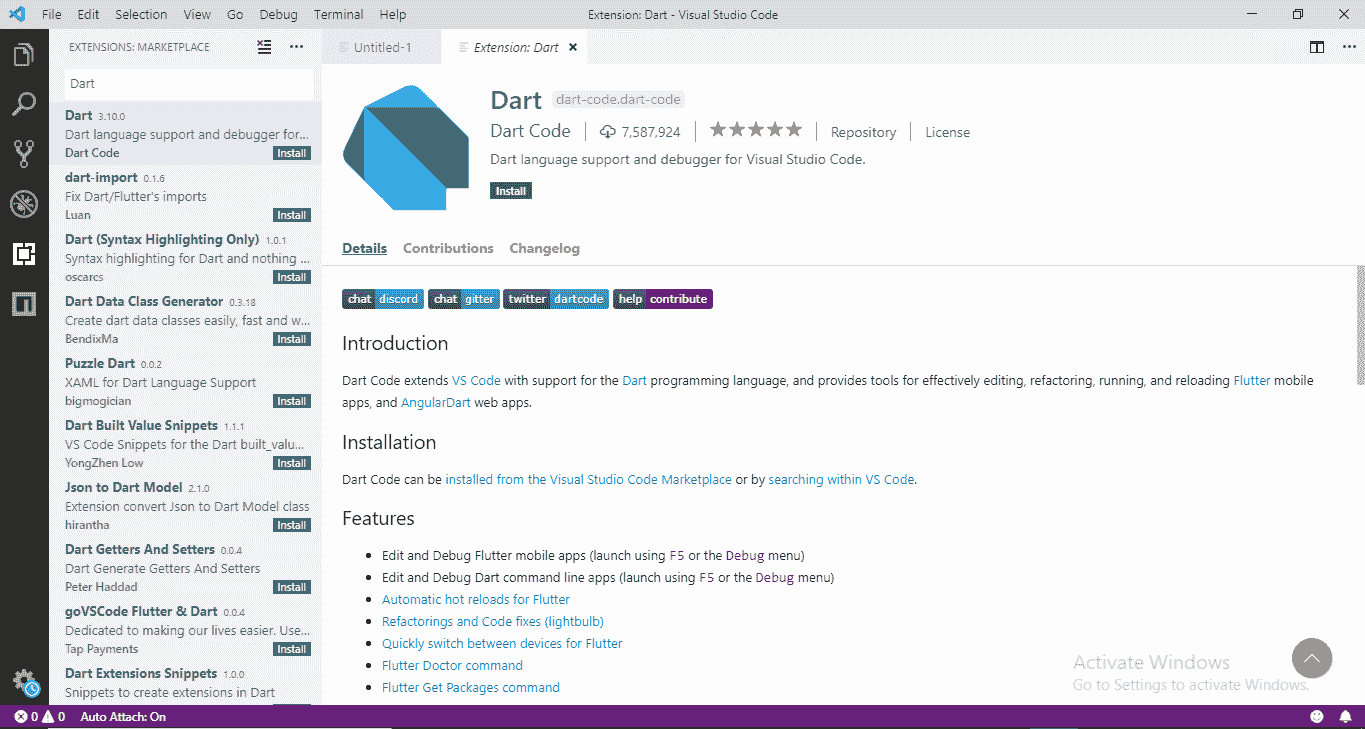 File Edit Selection View Go Debug Terminal Help
Extension: Dart - Visual Studio Code
EXTENSIONS: MARKETPLACE
Untitled-1
Extension: Dart
Dart
Dart 3.10.0
Dart language support and debugger for...
Dart Code Install
dart-import 0.1.6
Fix Dart/Flutter's imports
Luan Install
Dart (Syntax Highlighting Only) 1.0.1
Syntax highlighting for Dart and nothing ...
oscarcs Install
Dart Data Class Generator 0.3.18
Create dart data classes easily, fast and w...
BendixMa Install
Puzzle Dart 0.0.2
XAML for Dart Language Support
bigmogician Install
Dart Built Value Snippets 1.1.1
VS Code Snippets for the Dart built_valu...
YongZhen Low Install
Json to Dart Model 2.1.0
Extension convert Json to Dart Model class
hirantha Install
Dart Getters And Setters 0.0.4
Dart Generate Getters And Setters
Peter Haddad Install
goVSCode Flutter & Dart 0.0.4
Dedicated to making our lives easier. Use...
Tap Payments Install
Dart Extensions Snippets 1.0.0
Snippets to create extensions in Dart
Dart dart-code.dart-code
Dart Code 7,587,924 Repository License
Dart language support and debugger for Visual Studio Code.
Install
Details Contributions Changelog
chat discord chat gitter twitter dartcode help contribute
Introduction
Dart Code extends VS Code with support for the Dart programming language, and provides tools for effectively editing, refactoring, running, and reloading Flutter mobile
apps, and AngularDart web apps.
Installation
Dart Code can be installed from the Visual Studio Code Marketplace or by searching within VS Code.
Features
Edit and Debug Flutter mobile apps (launch using F5 or the Debug menu)
Edit and Debug Dart command line apps (launch using F5 or the Debug menu)
Automatic hot reloads for Flutter
Refactorings and Code fixes (lightbulb)
Quickly switch between devices for Flutter
Flutter Doctor command
Flutter Get Packages command
Activate Windows
Go to Settings to activate Windows.
0 0 Auto Attach: On